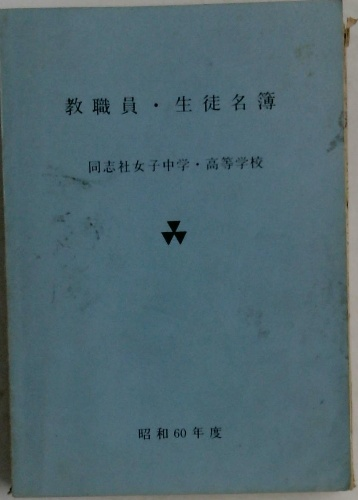 教職員・生徒名簿
同志社女子中学・高等学校
昭和60年度